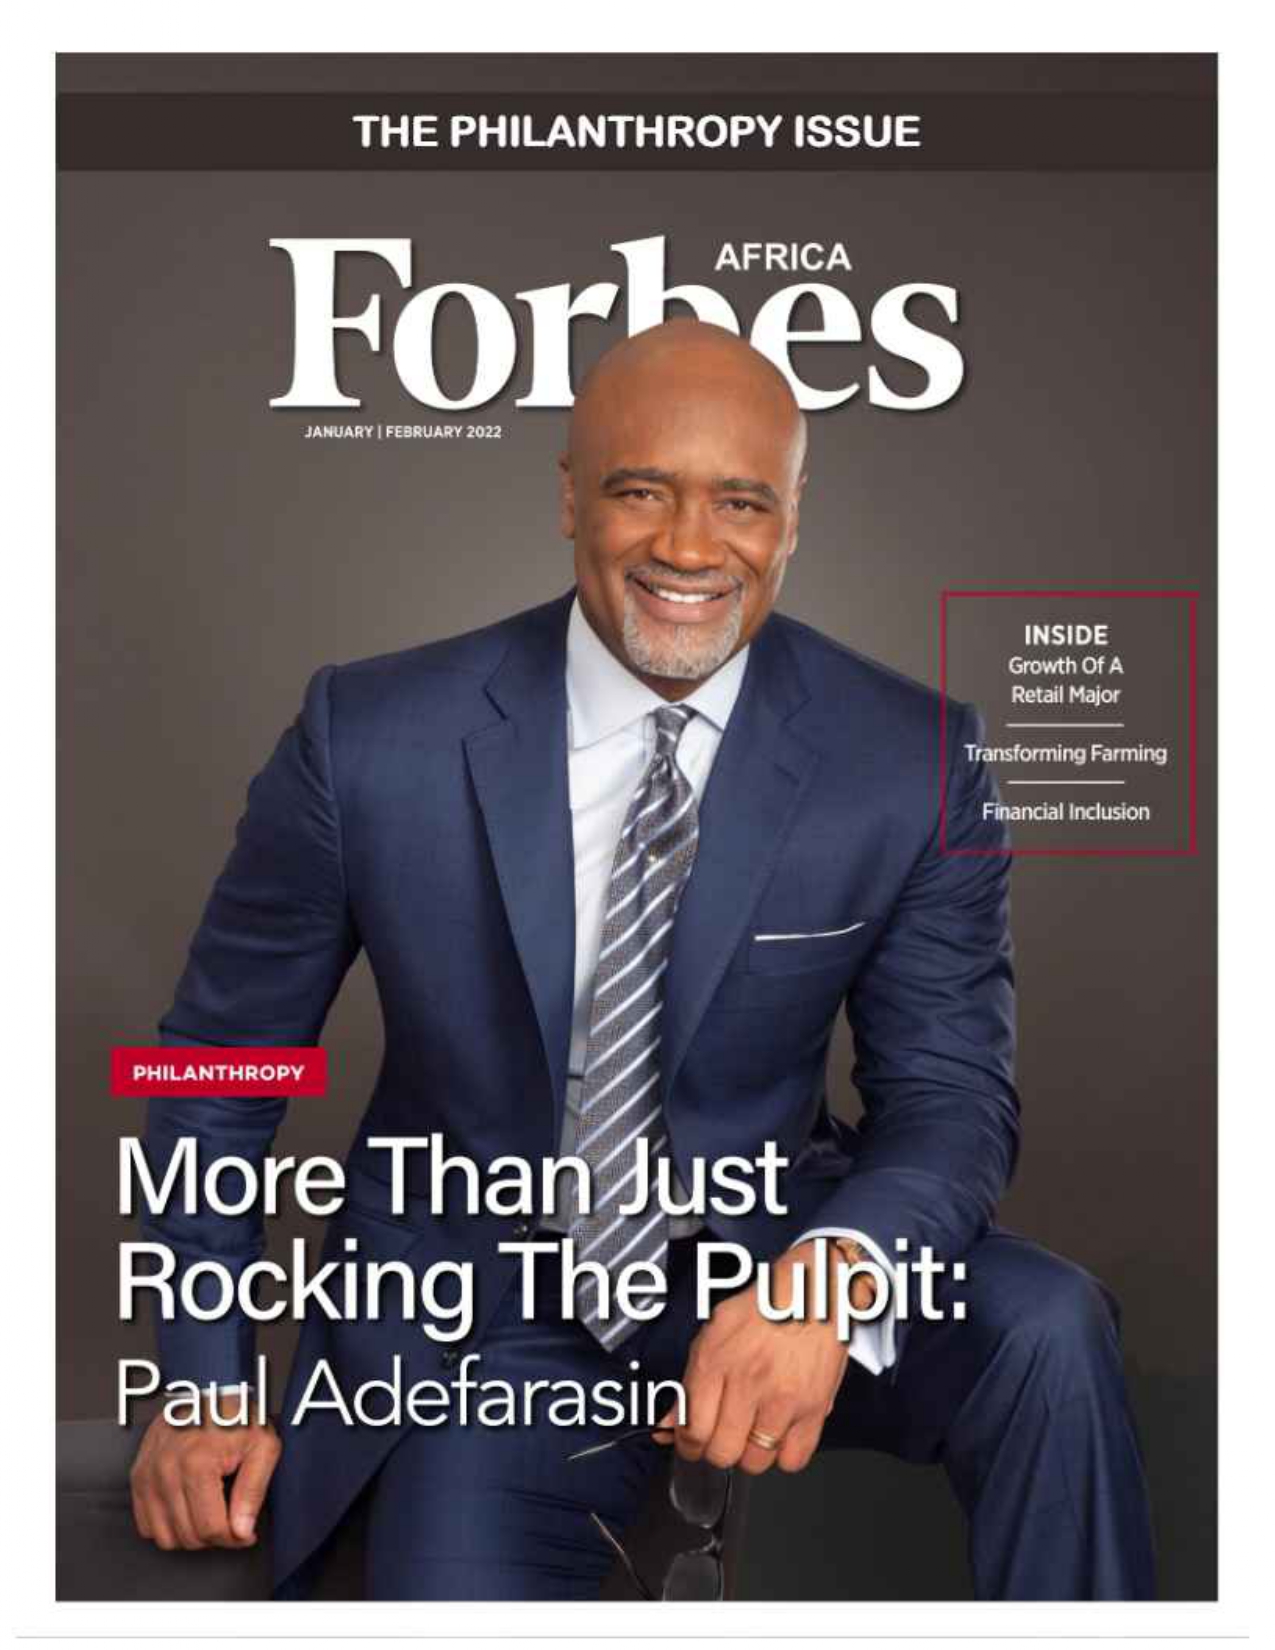 THE PHILANTHROPY ISSUE
Forbes
AFRICA
JANUARY | FEBRUARY 2022
INSIDE
Growth Of A
Retail Major
Transforming Farming
Financial Inclusion
PHILANTHROPY
More Than Just
Rocking The Pulpit:
Paul Adefarasin